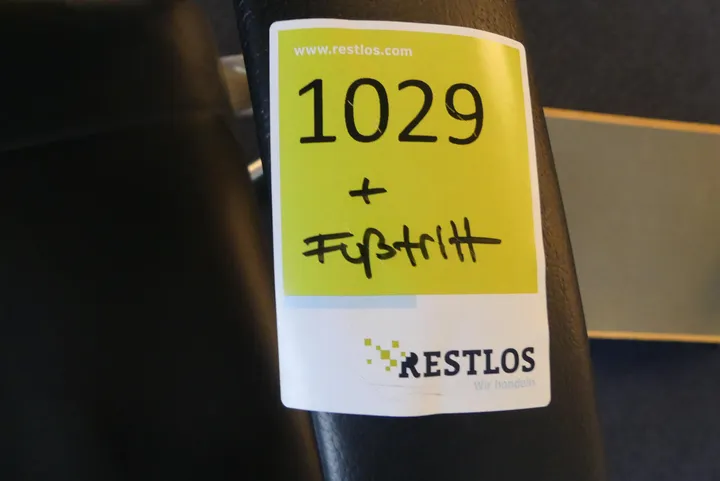 www.restlos.com
1029
+
Fußtritt
RESTLOS
Wir handeln